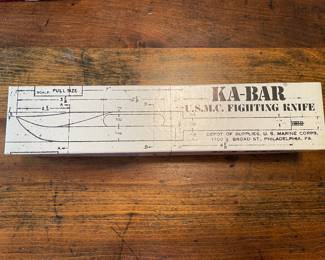 SCALE: FULL SIZE
KA-BAR
U.S.M.C. FIGHTING KNIFE
DEPOT OF SUPPLIES, U.S. MARINE CORPS,
1100 S. BROAD ST., PHILADELPHIA, PA.